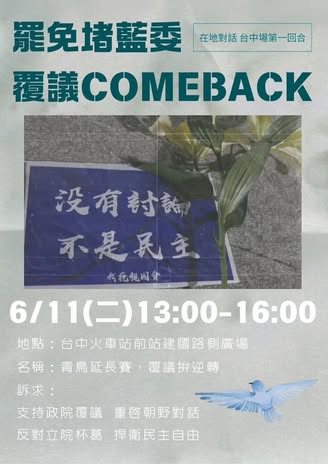 罷免堵藍委
在地對話 台中場第一回合
覆議COMEBACK
没有討論
不是民主
我藐視國會
6/11(二)13:00-16:00
地點：台中火車站前站建國路側廣場
名稱：青鳥延長賽，覆議拚逆轉
訴求：
支持政院覆議 重啓朝野對話
反對立院杯葛 捍衛民主自由